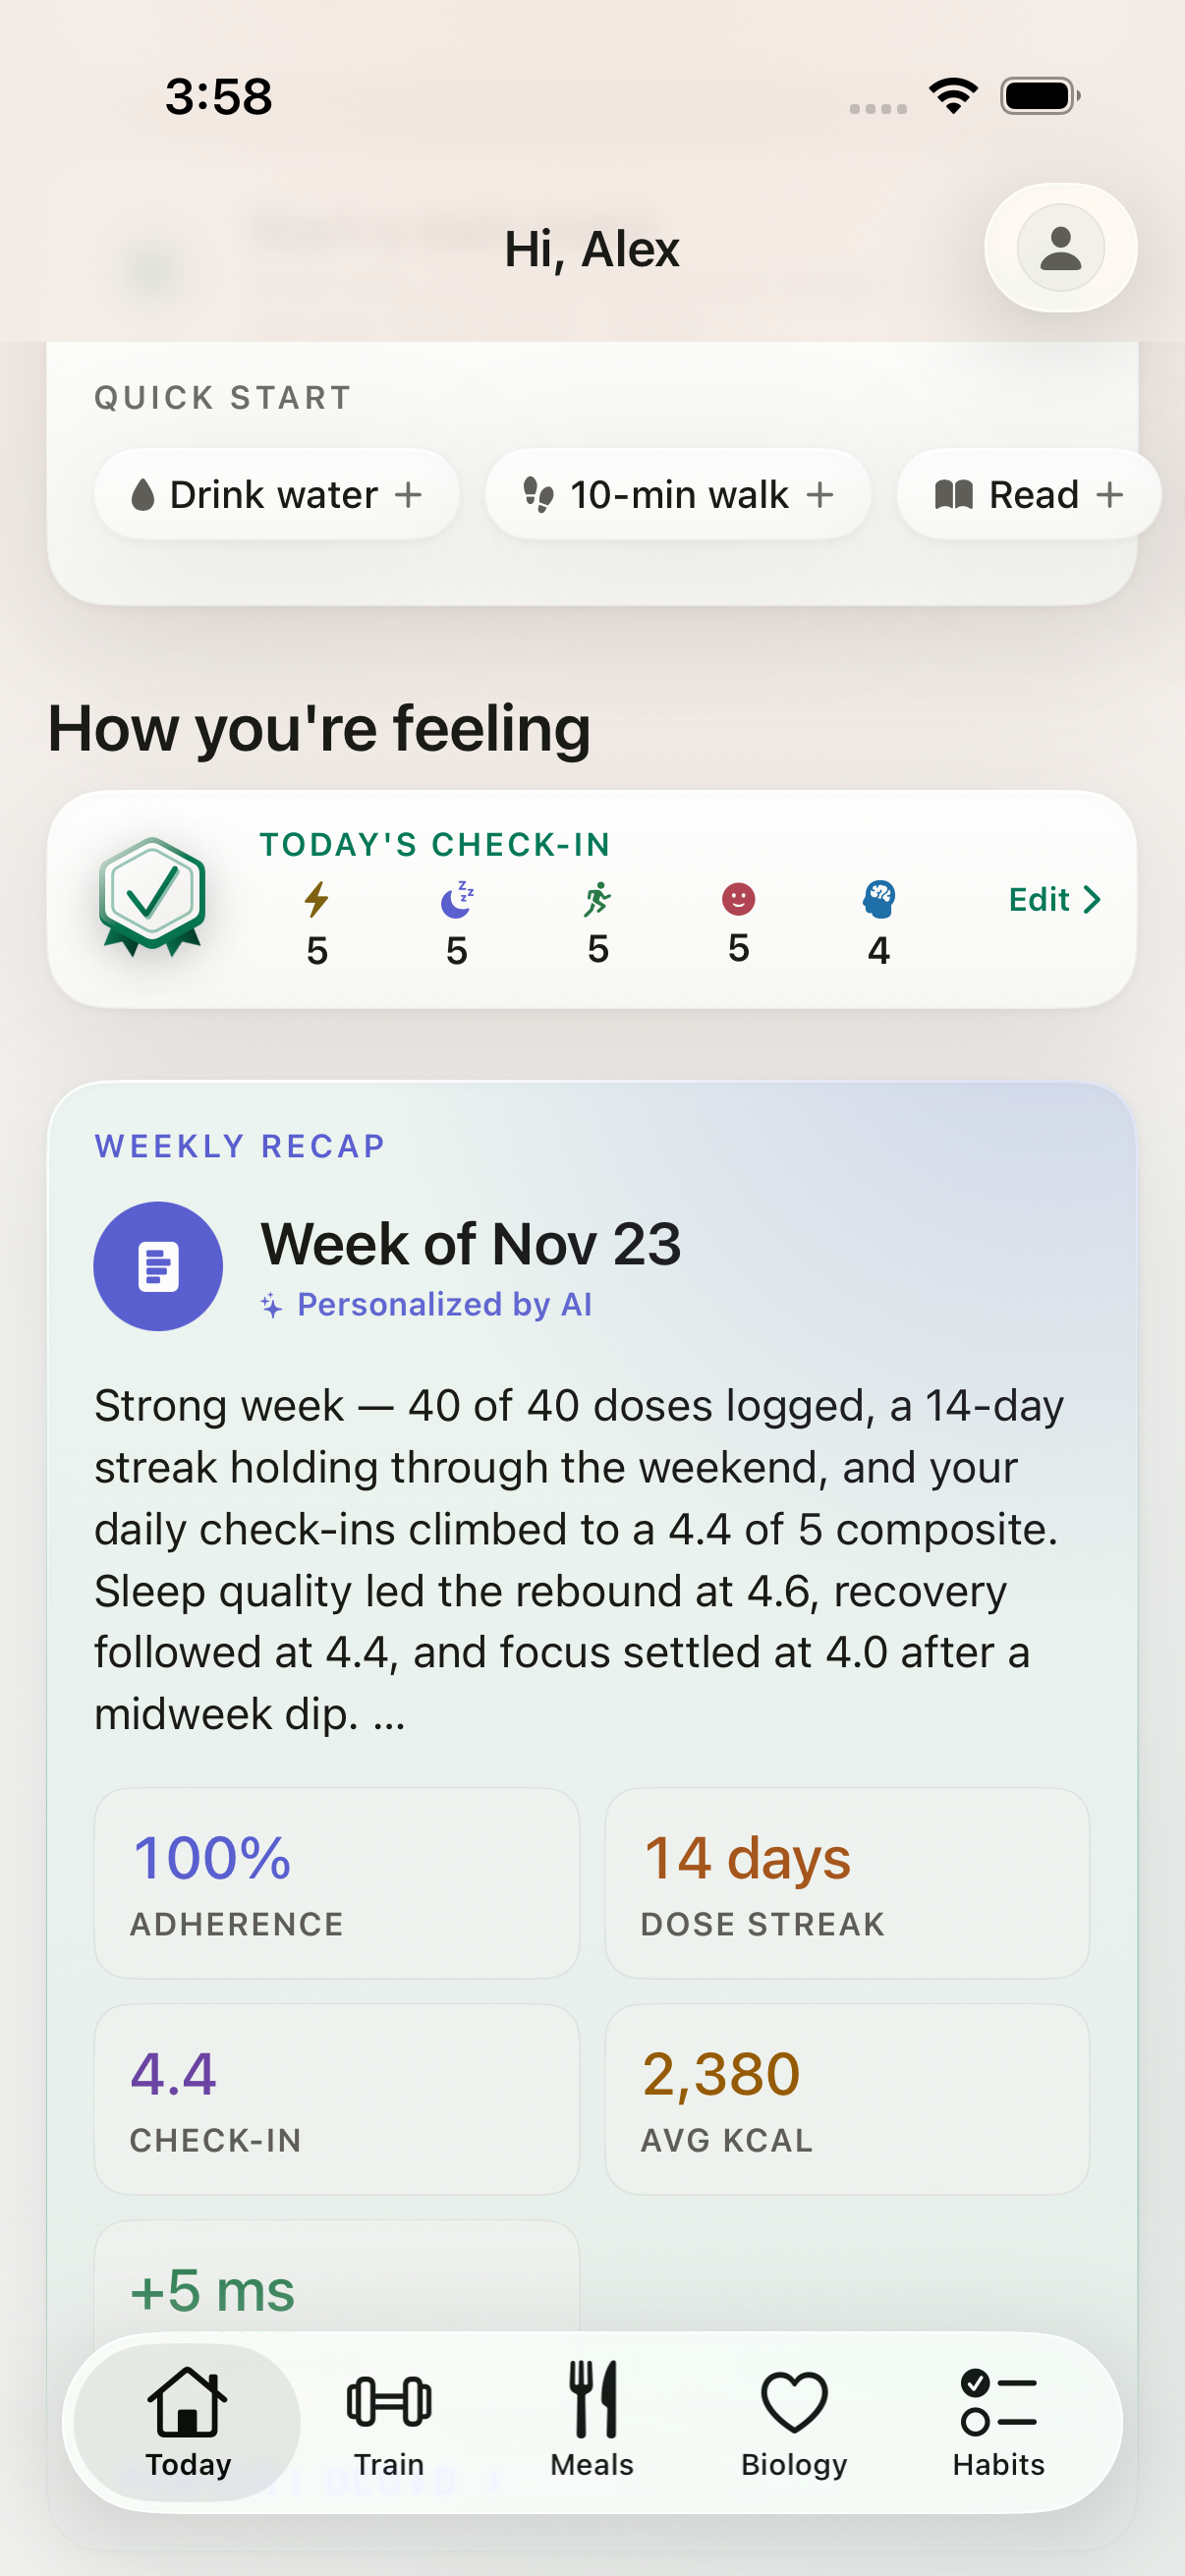 3:58
Hi, Alex
QUICK START
Drink water +
10-min walk +
Read +
How you're feeling
TODAY'S CHECK-IN
5 5 5 5 4
Edit
WEEKLY RECAP
Week of Nov 23
Personalized by AI
Strong week — 40 of 40 doses logged, a 14-day
streak holding through the weekend, and your
daily check-ins climbed to a 4.4 of 5 composite.
Sleep quality led the rebound at 4.6, recovery
followed at 4.4, and focus settled at 4.0 after a
midweek dip. ...
100%
ADHERENCE
14 days
DOSE STREAK
4.4
CHECK-IN
2,380
AVG KCAL
+5 ms
Today
Train
Meals
Biology
Habits